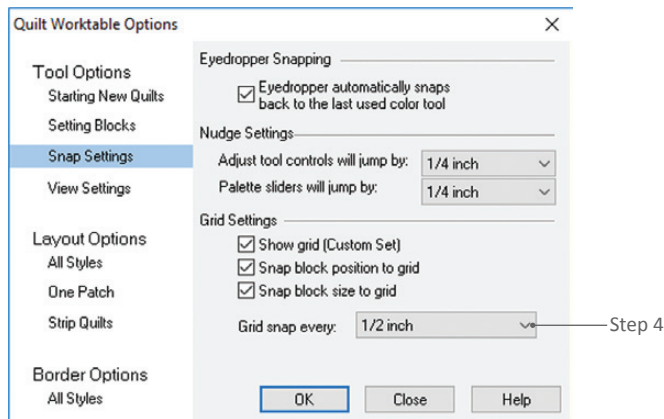 Quilt Worktable Options
Tool Options
Starting New Quilts
Setting Blocks
Snap Settings
View Settings
Layout Options
All Styles
One Patch
Strip Quilts
Border Options
All Styles
Eyedropper Snapping
Eyedropper automatically snaps
back to the last used color tool
Nudge Settings
Adjust tool controls will jump by: 1/4 inch
Palette sliders will jump by: 1/4 inch
Grid Settings
Show grid (Custom Set)
Snap block position to grid
Snap block size to grid
Grid snap every: 1/2 inch
Step 4
OK Close Help